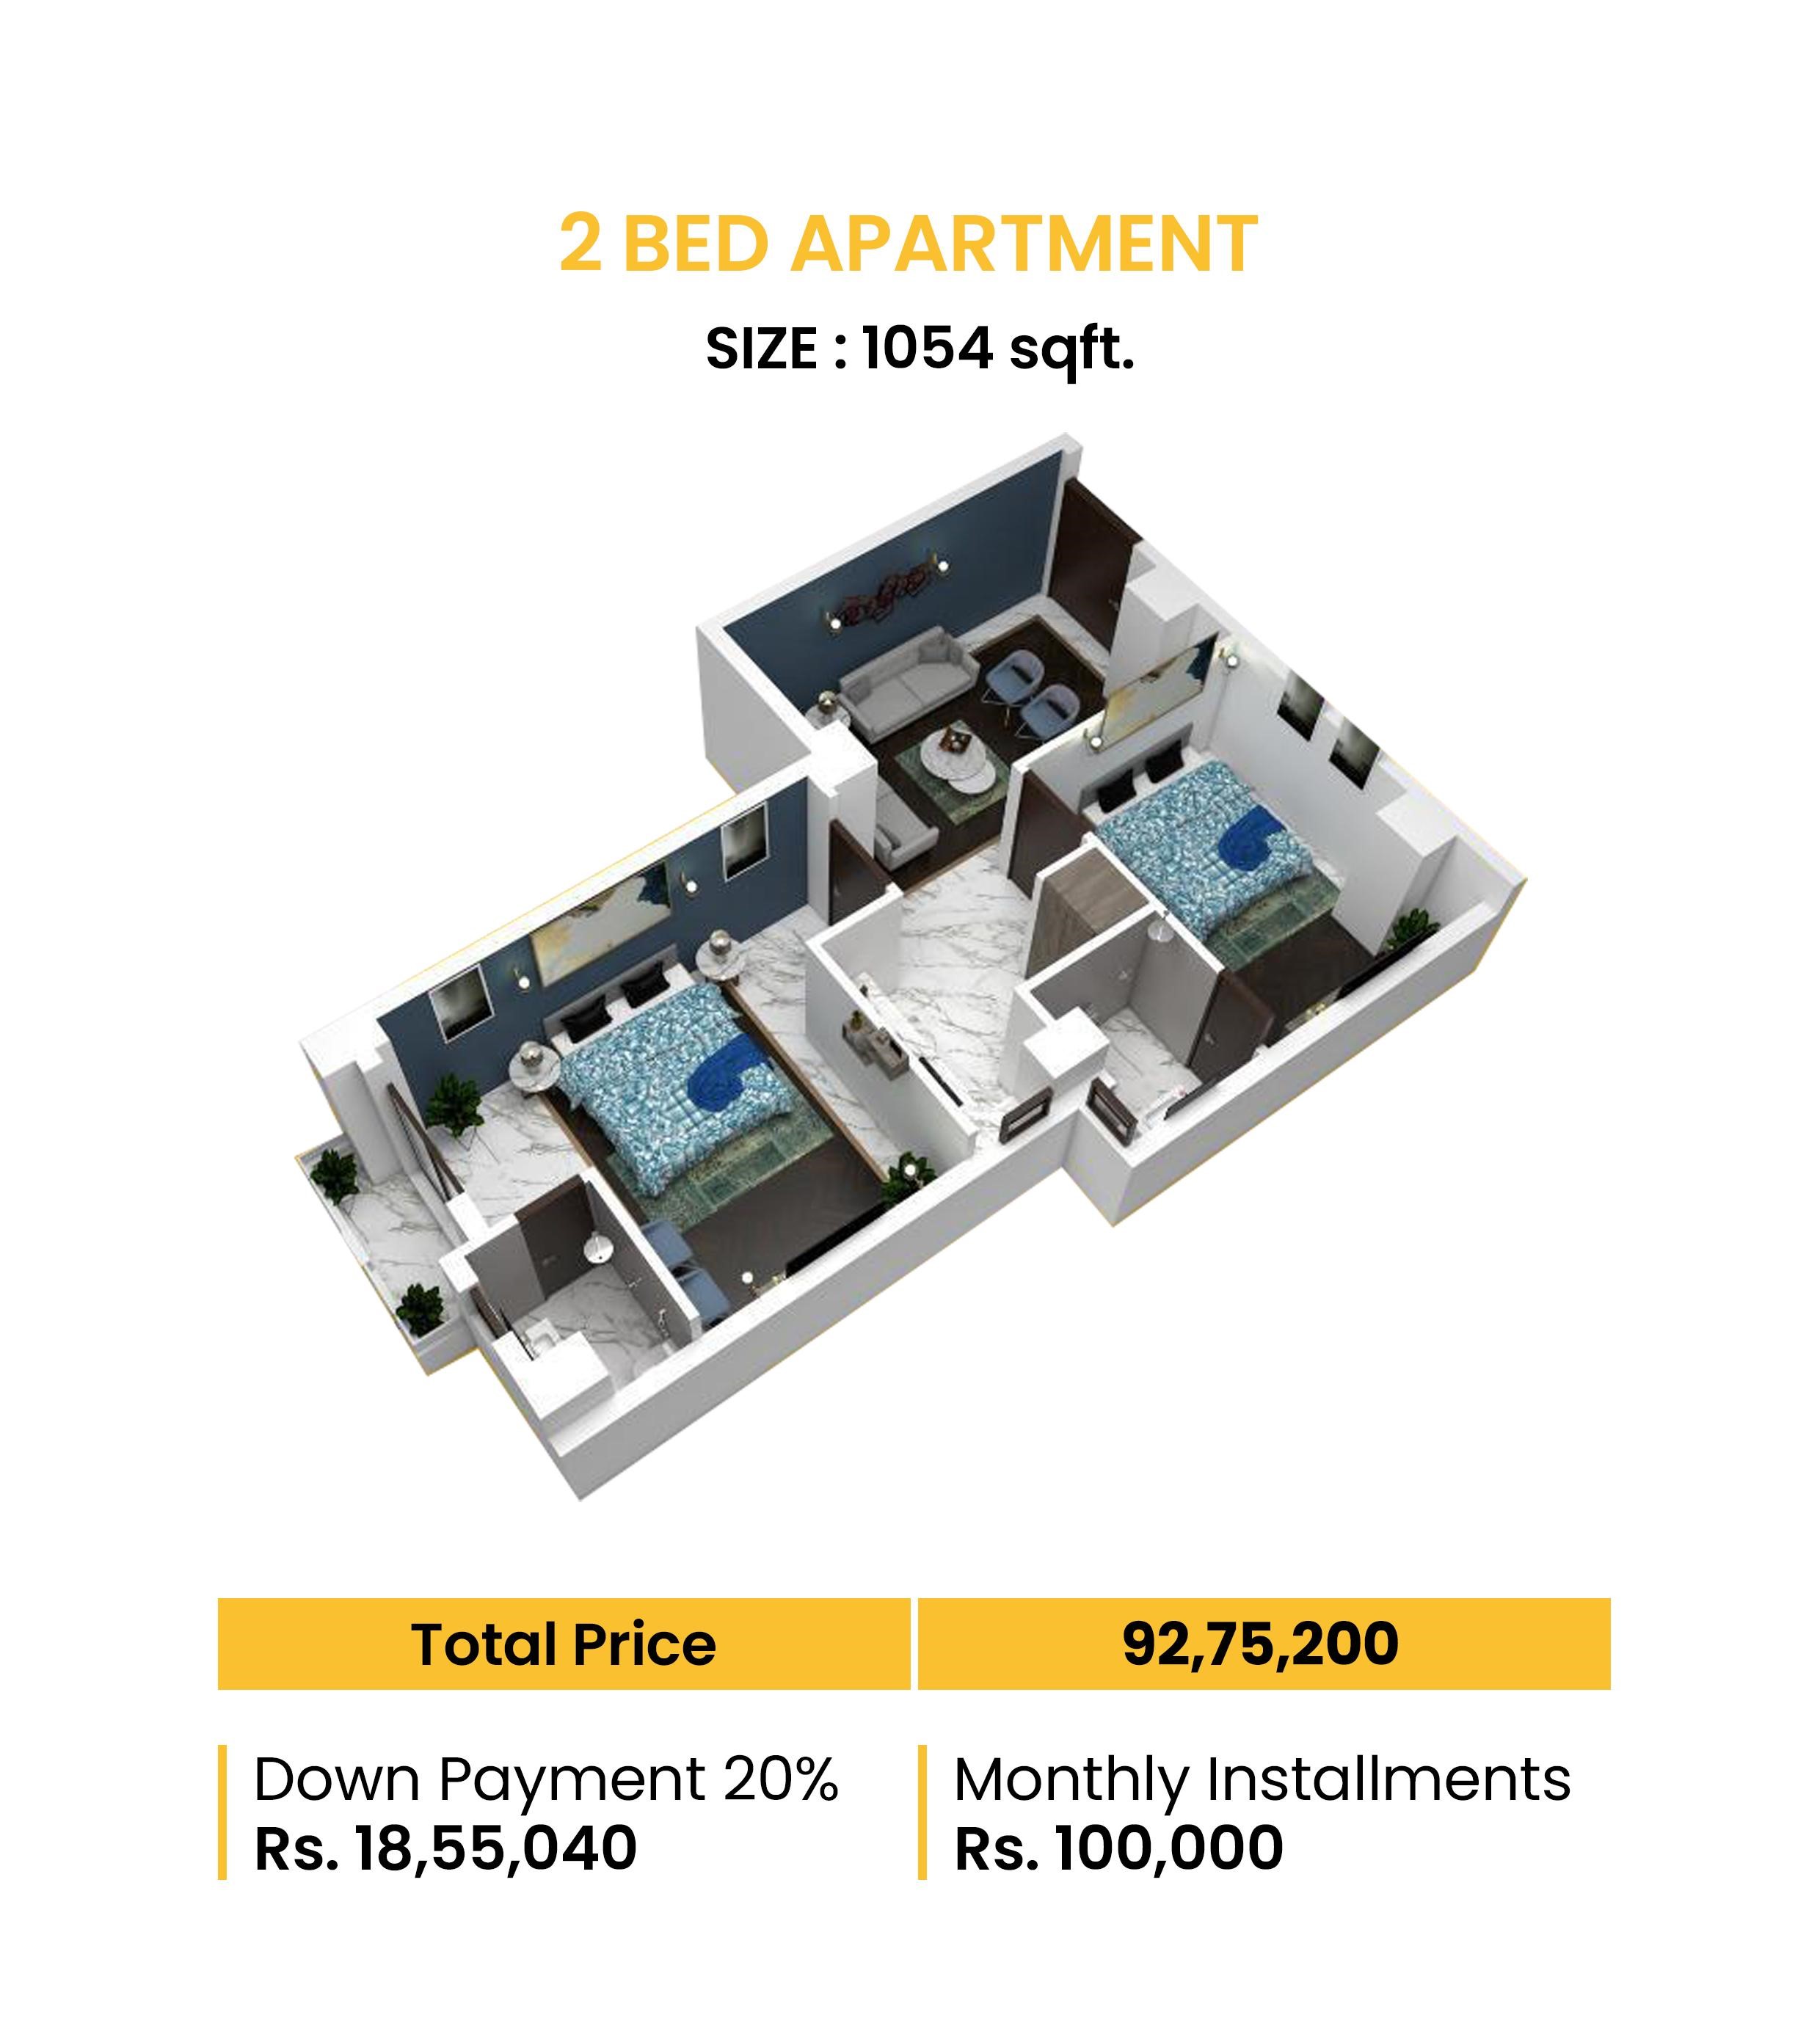 2 BED APARTMENT
SIZE : 1054 sqft.
Total Price
92,75,200
Down Payment 20%
Rs. 18,55,040
Monthly Installments
Rs. 100,000